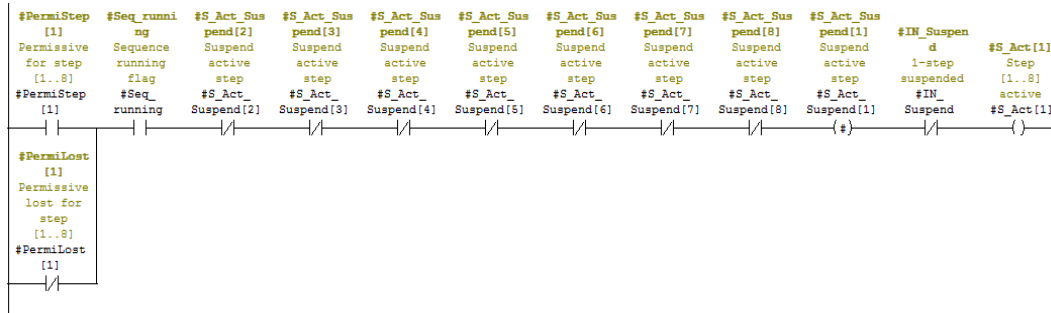 #PermiStep #Seq_runni #S_Act_Sus #S_Act_Sus #S_Act_Sus #S_Act_Sus #S_Act_Sus #S_Act_Sus #S_Act_Sus #S_Act_Sus
[1] ng pend[2] pend[3] pend[4] pend[5] pend[6] pend[7] pend[8] pend[1] #IN_Suspen
Permissive Sequence Suspend Suspend Suspend Suspend Suspend Suspend Suspend Suspend d #S_Act[1]
for step running active active active active active active active active 1-step Step
[1..8] flag step step step step step step step step suspended [1..8]
#PermiStep #Seq_ #S_Act_ #S_Act_ #S_Act_ #S_Act_ #S_Act_ #S_Act_ #S_Act_ #S_Act_ #IN_ active
[1] running Suspend[2] Suspend[3] Suspend[4] Suspend[5] Suspend[6] Suspend[7] Suspend[8] Suspend[1] Suspend #S_Act[1]
(#)
#PermiLost
[1]
Permissive
lost for
step
[1..8]
#PermiLost
[1]